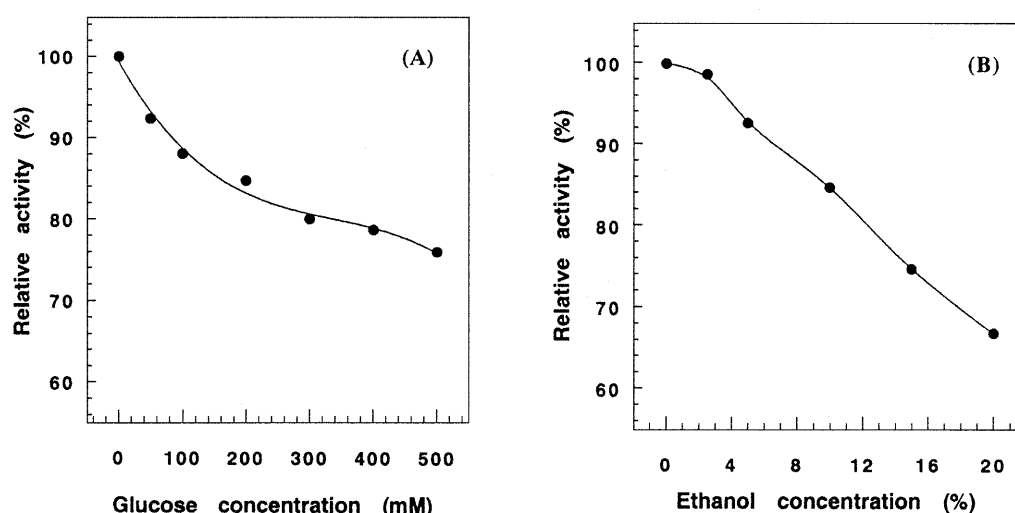 (A)
Relative activity (%)
100
90
80
70
60
0 100 200 300 400 500
Glucose concentration (mM)
(B)
Relative activity (%)
100
90
80
70
60
0 4 8 12 16 20
Ethanol concentration (%)